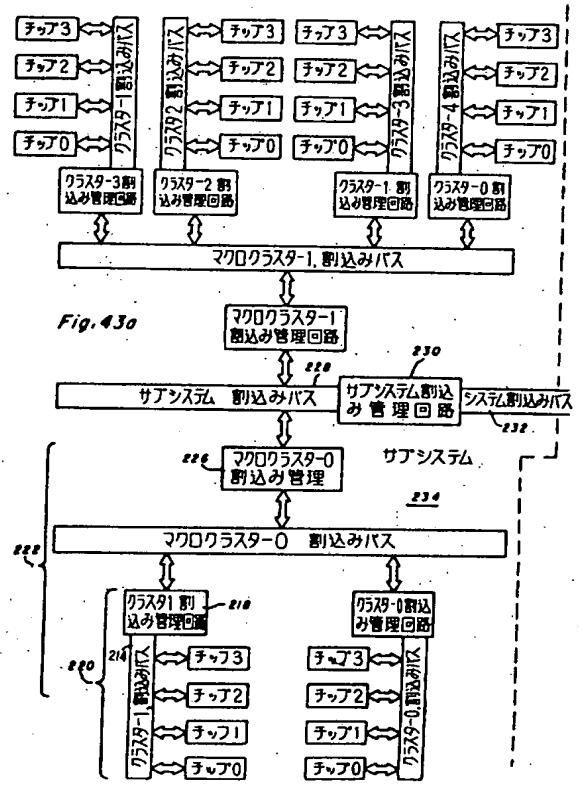 チップ3 チップ3 チップ3 チップ3
チップ2 チップ2 チップ2 チップ2
チップ1 チップ1 チップ1 チップ1
チップ0 チップ0 チップ0 チップ0
クラスター1割込みバス
クラスタ2割込みバス
クラスター3割込みバス
クラスター4割込みバス
クラスター3割
込み管理回路
クラスター2 割
込み管理回路
クラスター1 割
込み管理回路
クラスター0 割
込み管理回路
マクロクラスター1, 割込みバス
Fig. 43a
マクロクラスター1
割込み管理回路
228
230
サブシステム 割込みバス
サブシステム割込
み管理回路
システム割込みバス
232
226
マクロクラスター0
割込み管理
サブシステム
234
222
マクロクラスター0 割込みバス
クラスタ1 割
込み管理回路
218
クラスター0割込
み管理回路
220
214
クラスター1,割込みバス
クラスター0,割込みバス
チップ3 チップ3
チップ2 チップ2
チップ1 チップ1
チップ0 チップ0